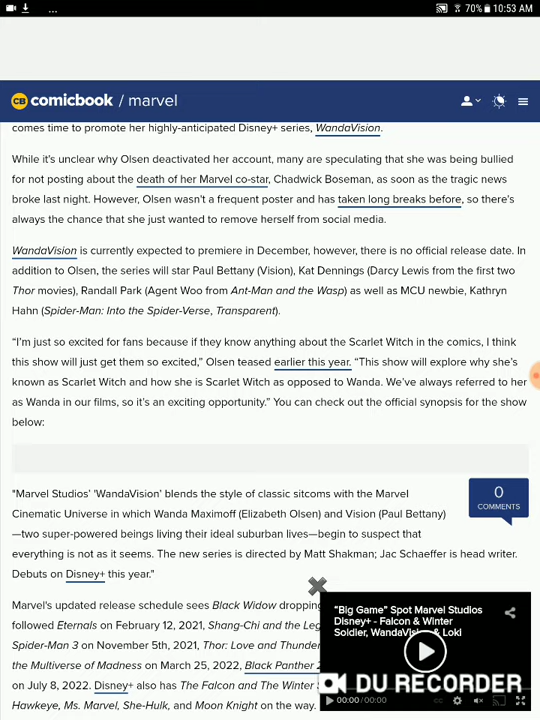 ...
70% 10:53 AM
CB comicbook / marvel
comes time to promote her highly-anticipated Disney+ series, WandaVision.
While it's unclear why Olsen deactivated her account, many are speculating that she was being bullied
for not posting about the death of her Marvel co-star, Chadwick Boseman, as soon as the tragic news
broke last night. However, Olsen wasn't a frequent poster and has taken long breaks before, so there's
always the chance that she just wanted to remove herself from social media.
WandaVision is currently expected to premiere in December, however, there is no official release date. In
addition to Olsen, the series will star Paul Bettany (Vision), Kat Dennings (Darcy Lewis from the first two
Thor movies), Randall Park (Agent Woo from Ant-Man and the Wasp) as well as MCU newbie, Kathryn
Hahn (Spider-Man: Into the Spider-Verse, Transparent).
“I'm just so excited for fans because if they know anything about the Scarlet Witch in the comics, I think
this show will just get them so excited,” Olsen teased earlier this year. “This show will explore why she's
known as Scarlet Witch and how she is Scarlet Witch as opposed to Wanda. We've always referred to her
as Wanda in our films, so it's an exciting opportunity.” You can check out the official synopsis for the show
below:
0
COMMENTS
"Marvel Studios' 'WandaVision' blends the style of classic sitcoms with the Marvel
Cinematic Universe in which Wanda Maximoff (Elizabeth Olsen) and Vision (Paul Bettany)
—two super-powered beings living their ideal suburban lives—begin to suspect that
everything is not as it seems. The new series is directed by Matt Shakman; Jac Schaeffer is head writer.
Debuts on Disney+ this year."
Marvel's updated release schedule sees Black Widow dropping
followed Eternals on February 12, 2021, Shang-Chi and the Leg
Spider-Man 3 on November 5th, 2021, Thor: Love and Thunder
the Multiverse of Madness on March 25, 2022, Black Panther 2
on July 8, 2022. Disney+ also has The Falcon and The Winter S
Hawkeye, Ms. Marvel, She-Hulk, and Moon Knight on the way.
"Big Game" Spot Marvel Studios
Disney+ - Falcon & Winter
Soldier, WandaVision & Loki
DU RECORDER
00:00/00:00